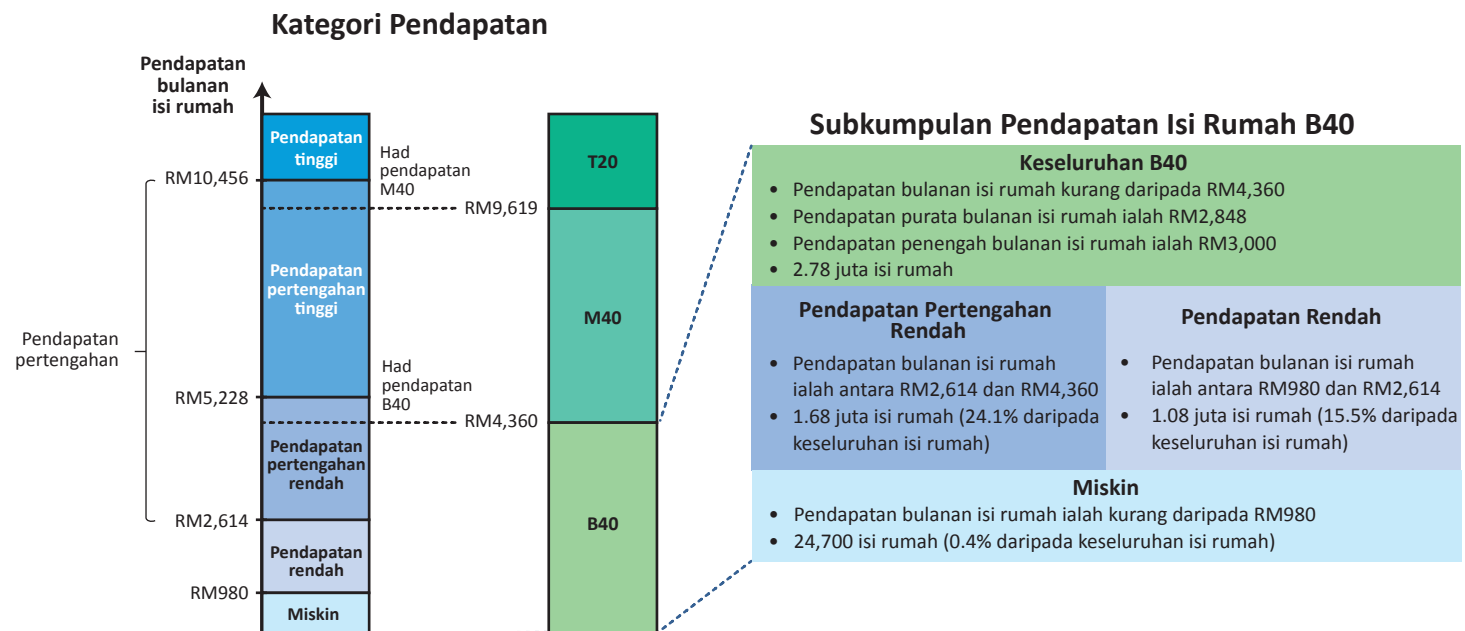 Kategori Pendapatan
Pendapatan
bulanan
isi rumah
Pendapatan
tinggi
Had
pendapatan
M40
RM10,456
RM9,619
Pendapatan
pertengahan
tinggi
Pendapatan
pertengahan
Had
pendapatan
B40
RM5,228
RM4,360
Pendapatan
pertengahan
rendah
RM2,614
Pendapatan
rendah
RM980
Miskin
T20
M40
B40
Subkumpulan Pendapatan Isi Rumah B40
Keseluruhan B40
• Pendapatan bulanan isi rumah kurang daripada RM4,360
• Pendapatan purata bulanan isi rumah ialah RM2,848
• Pendapatan penengah bulanan isi rumah ialah RM3,000
• 2.78 juta isi rumah
Pendapatan Pertengahan
Rendah
• Pendapatan bulanan isi rumah
ialah antara RM2,614 dan RM4,360
• 1.68 juta isi rumah (24.1% daripada
keseluruhan isi rumah)
Pendapatan Rendah
• Pendapatan bulanan isi rumah
ialah antara RM980 dan RM2,614
• 1.08 juta isi rumah (15.5% daripada
keseluruhan isi rumah)
Miskin
• Pendapatan bulanan isi rumah ialah kurang daripada RM980
• 24,700 isi rumah (0.4% daripada keseluruhan isi rumah)